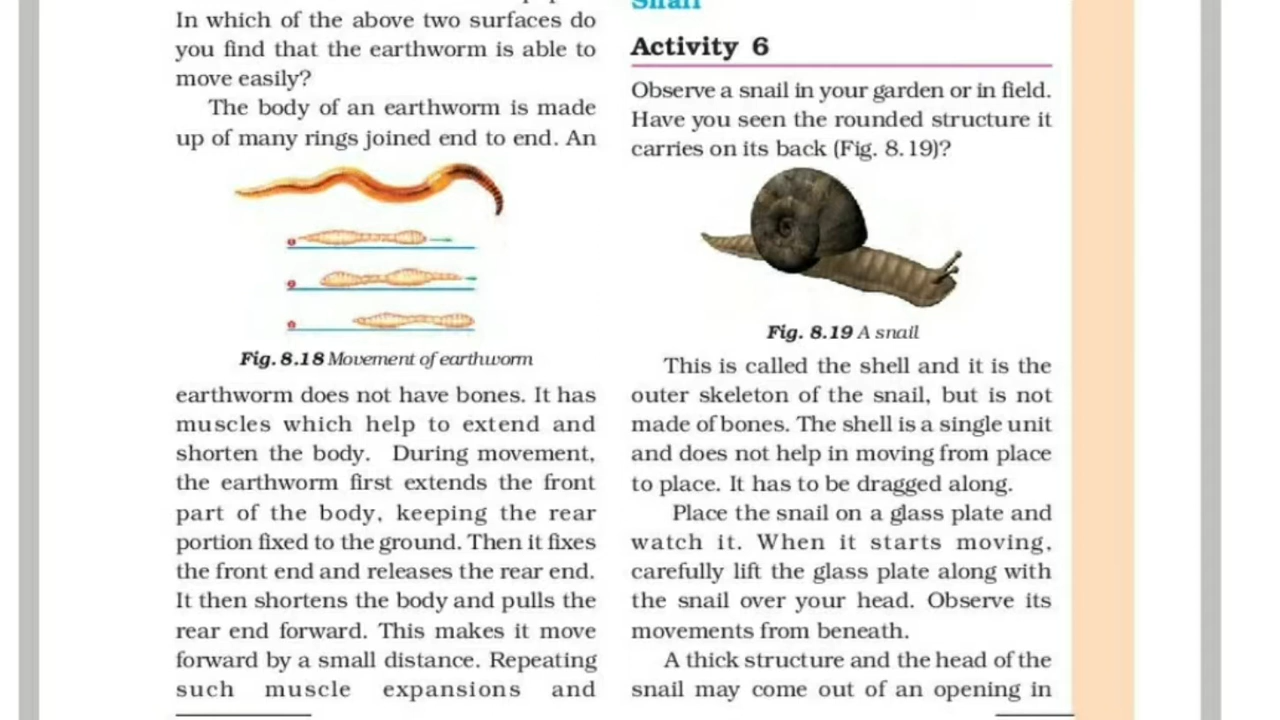 In which of the above two surfaces do
you find that the earthworm is able to
move easily?
The body of an earthworm is made
up of many rings joined end to end. An
Fig. 8.18 Movement of earthworm
earthworm does not have bones. It has
muscles which help to extend and
shorten the body. During movement,
the earthworm first extends the front
part of the body, keeping the rear
portion fixed to the ground. Then it fixes
the front end and releases the rear end.
It then shortens the body and pulls the
rear end forward. This makes it move
forward by a small distance. Repeating
such muscle expansions and
Snail
Activity 6
Observe a snail in your garden or in field.
Have you seen the rounded structure it
carries on its back (Fig. 8.19)?
Fig. 8.19 A snail
This is called the shell and it is the
outer skeleton of the snail, but is not
made of bones. The shell is a single unit
and does not help in moving from place
to place. It has to be dragged along.
Place the snail on a glass plate and
watch it. When it starts moving,
carefully lift the glass plate along with
the snail over your head. Observe its
movements from beneath.
A thick structure and the head of the
snail may come out of an opening in